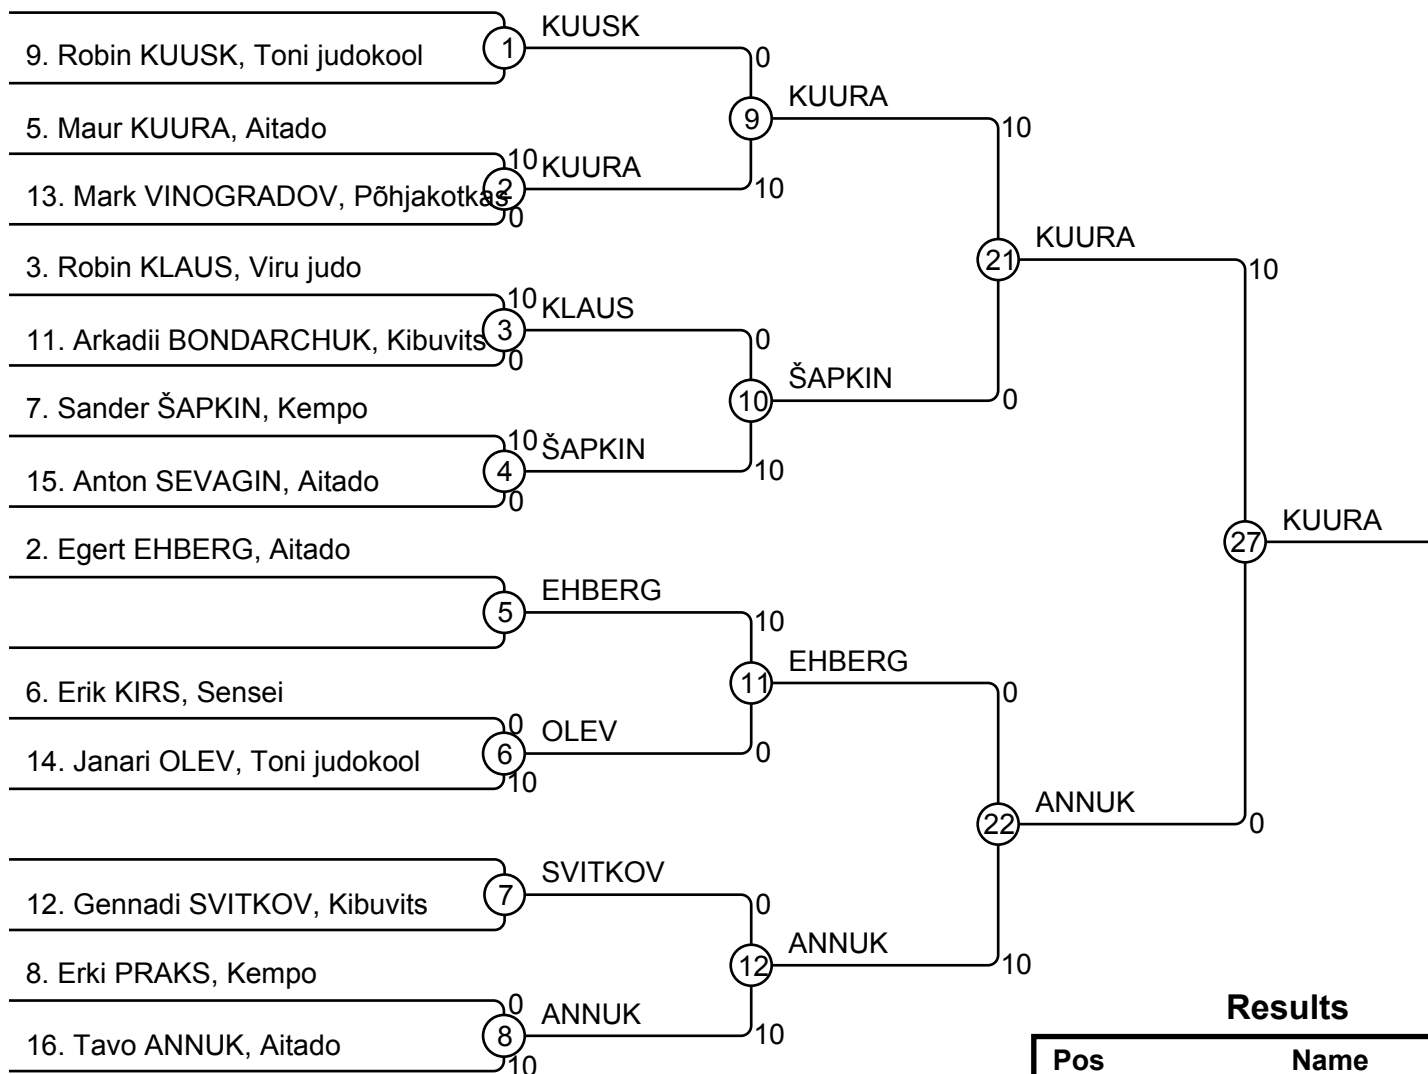 KUUSK
9. Robin KUUSK, Toni judokool
1
0
KUURA
9
10
5. Maur KUURA, Aitado
10
KUURA
2
10
13. Mark VINOGRADOV, Põhjakotkas
0
KUURA
21
10
3. Robin KLAUS, Viru judo
10
KLAUS
3
0
11. Arkadii BONDARCHUK, Kibuvits
0
ŠAPKIN
10
0
7. Sander ŠAPKIN, Kempo
10
ŠAPKIN
4
10
15. Anton SEVAGIN, Aitado
0
KUURA
27
2. Egert EHBERG, Aitado
EHBERG
5
10
EHBERG
11
0
6. Erik KIRS, Sensei
0
OLEV
6
0
14. Janari OLEV, Toni judokool
10
ANNUK
22
0
SVITKOV
7
0
12. Gennadi SVITKOV, Kibuvits
ANNUK
12
10
8. Erki PRAKS, Kempo
0
ANNUK
8
10
16. Tavo ANNUK, Aitado
10
Results
Pos Name